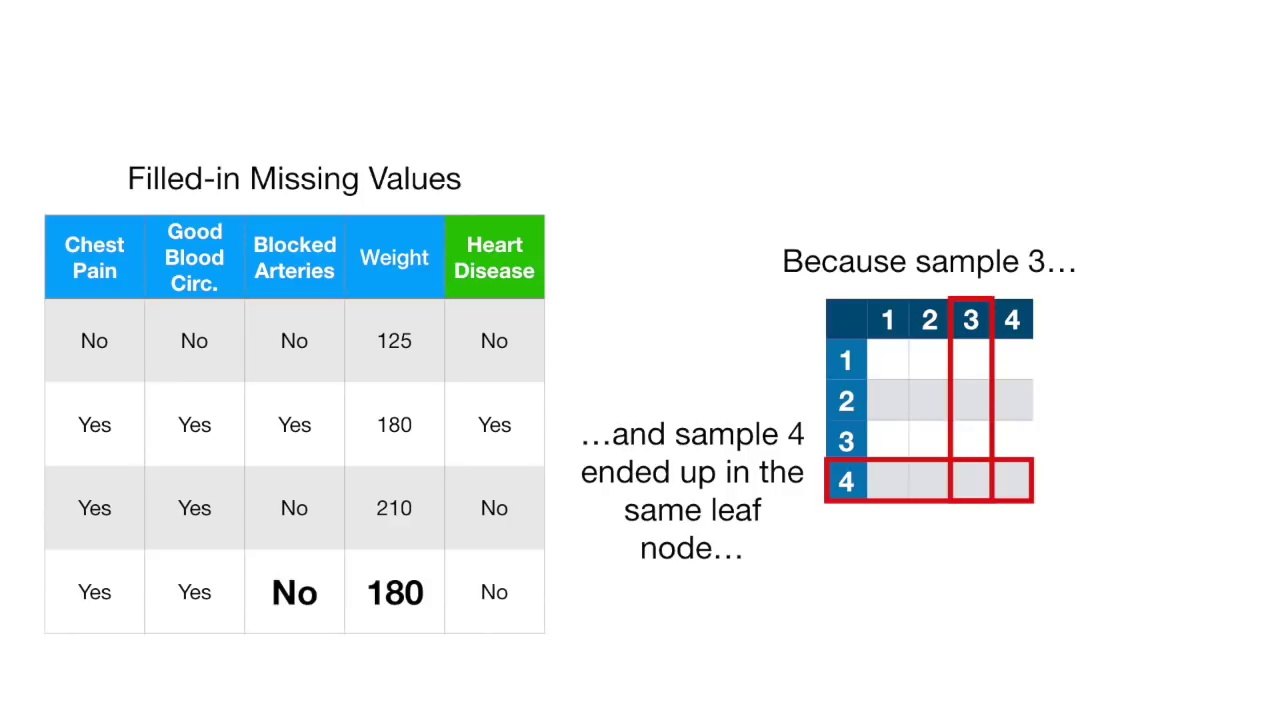 Filled-in Missing Values
Chest Pain Good Blood Circ. Blocked Arteries Weight Heart Disease
No No No 125 No
Yes Yes Yes 180 Yes
Yes Yes No 210 No
Yes Yes No 180 No
Because sample 3…
1 2 3 4
1
2
3
4
…and sample 4
ended up in the
same leaf
node…